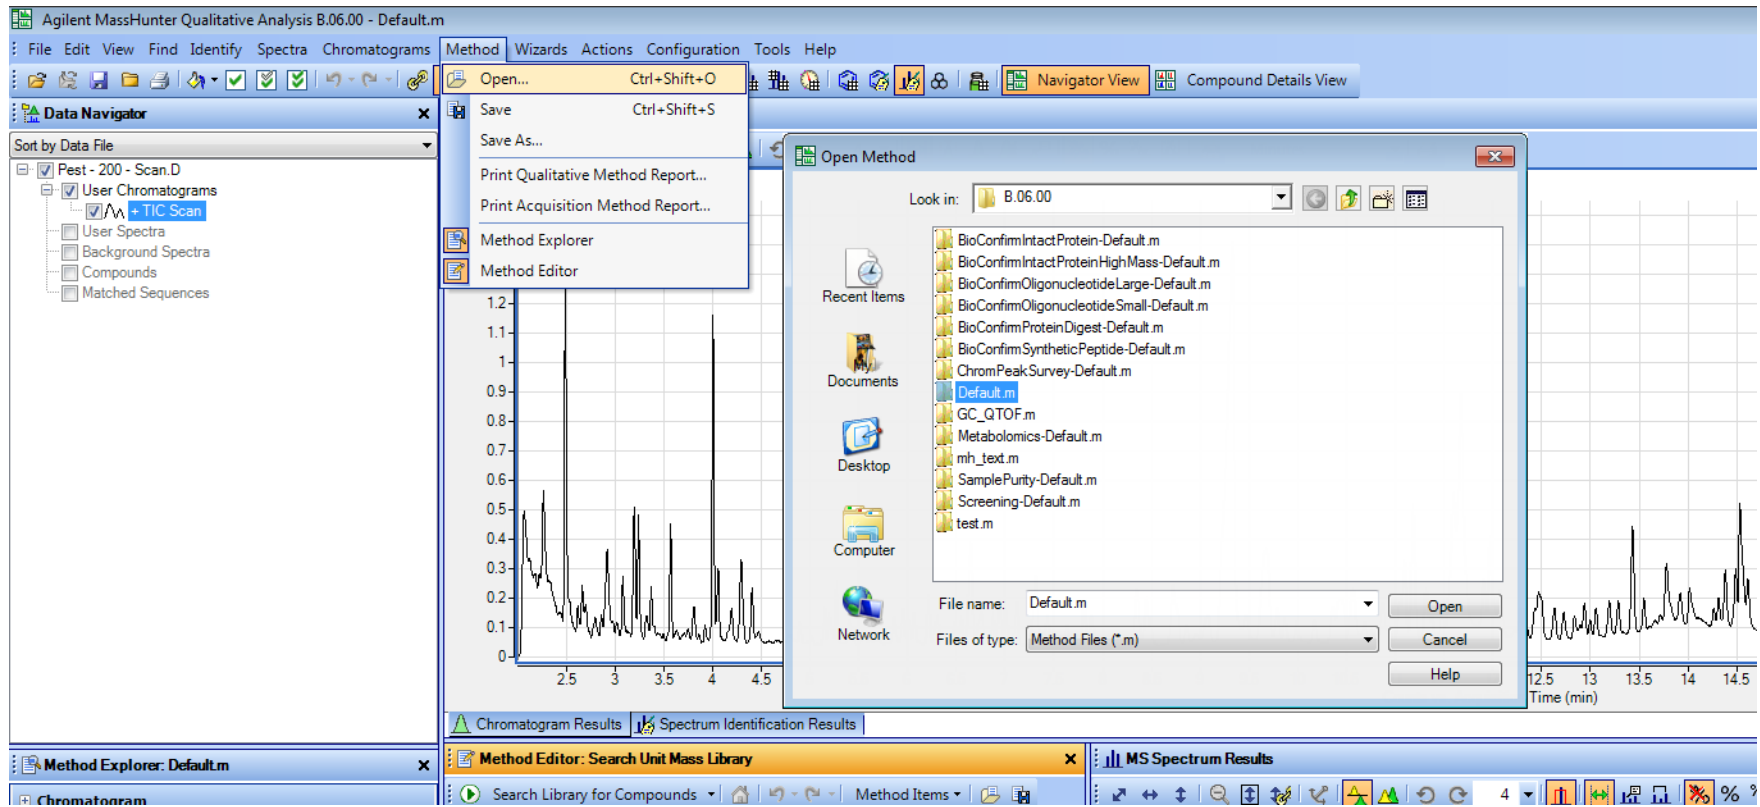 Agilent MassHunter Qualitative Analysis B.06.00 - Default.m
File Edit View Find Identify Spectra Chromatograms Method Wizards Actions Configuration Tools Help
Navigator View Compound Details View
Open... Ctrl+Shift+O
Save Ctrl+Shift+S
Save As...
Print Qualitative Method Report...
Print Acquisition Method Report...
Method Explorer
Method Editor
Data Navigator
Sort by Data File
Pest - 200 - Scan.D
User Chromatograms
+ TIC Scan
User Spectra
Background Spectra
Compounds
Matched Sequences
Open Method
Look in: B.06.00
Recent Items
My Documents
Desktop
Computer
Network
BioConfirmIntactProtein-Default.m
BioConfirmIntactProteinHighMass-Default.m
BioConfirmOligonucleotideLarge-Default.m
BioConfirmOligonucleotideSmall-Default.m
BioConfirmProteinDigest-Default.m
BioConfirmSyntheticPeptide-Default.m
ChromPeakSurvey-Default.m
Default.m
GC_QTOF.m
Metabolomics-Default.m
mh_text.m
SamplePurity-Default.m
Screening-Default.m
test.m
File name: Default.m Open
Files of type: Method Files (*.m) Cancel
Help
1.2
1.1
1
0.9
0.8
0.7
0.6
0.5
0.4
0.3
0.2
0.1
0
2.5 3 3.5 4 4.5 12.5 13 13.5 14 14.5
Time (min)
Chromatogram Results Spectrum Identification Results
Method Explorer: Default.m
Chromatogram
Method Editor: Search Unit Mass Library
Search Library for Compounds Method Items
MS Spectrum Results
4 % %